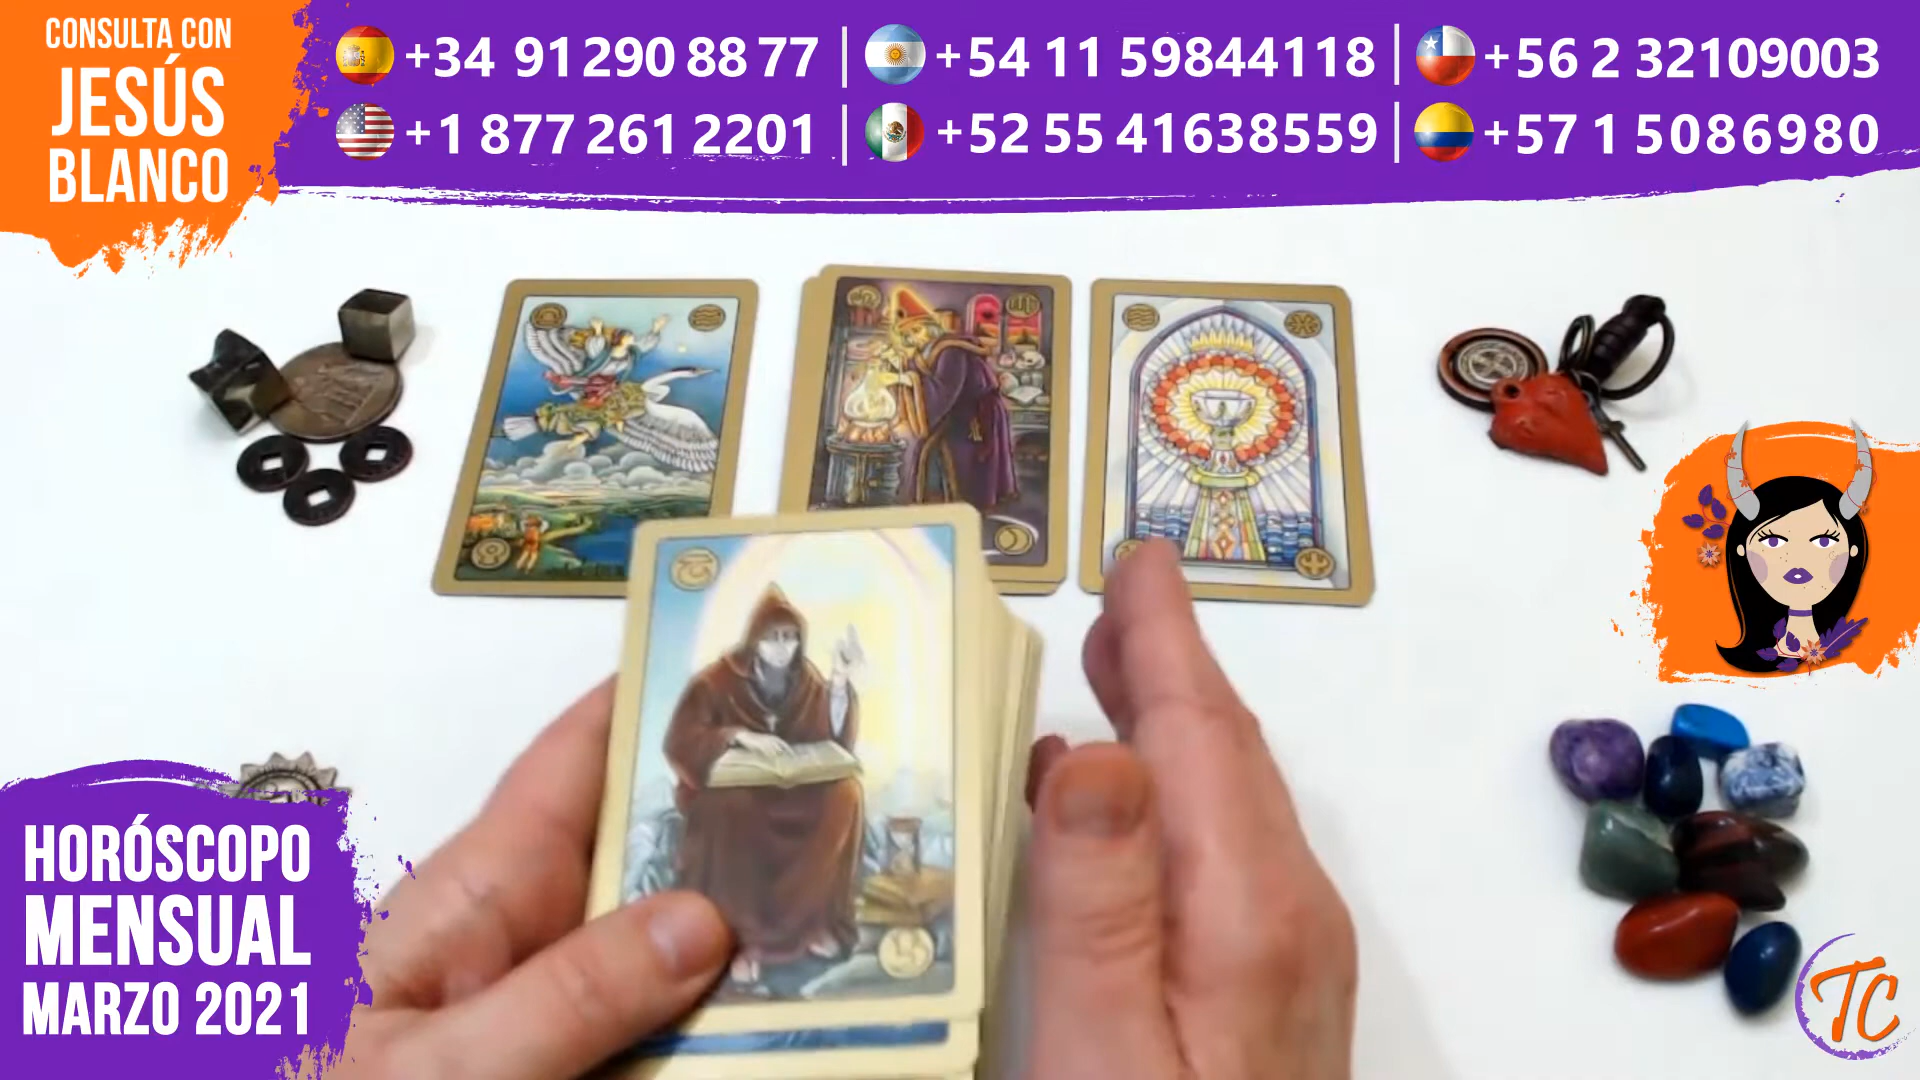 CONSULTA CON
JESÚS
BLANCO
+34 91 290 88 77 | +54 11 59844118 | +56 2 32109003
+1 877 261 2201 | +52 55 41638559 | +57 1 5086980
HORÓSCOPO
MENSUAL
MARZO 2021
TC